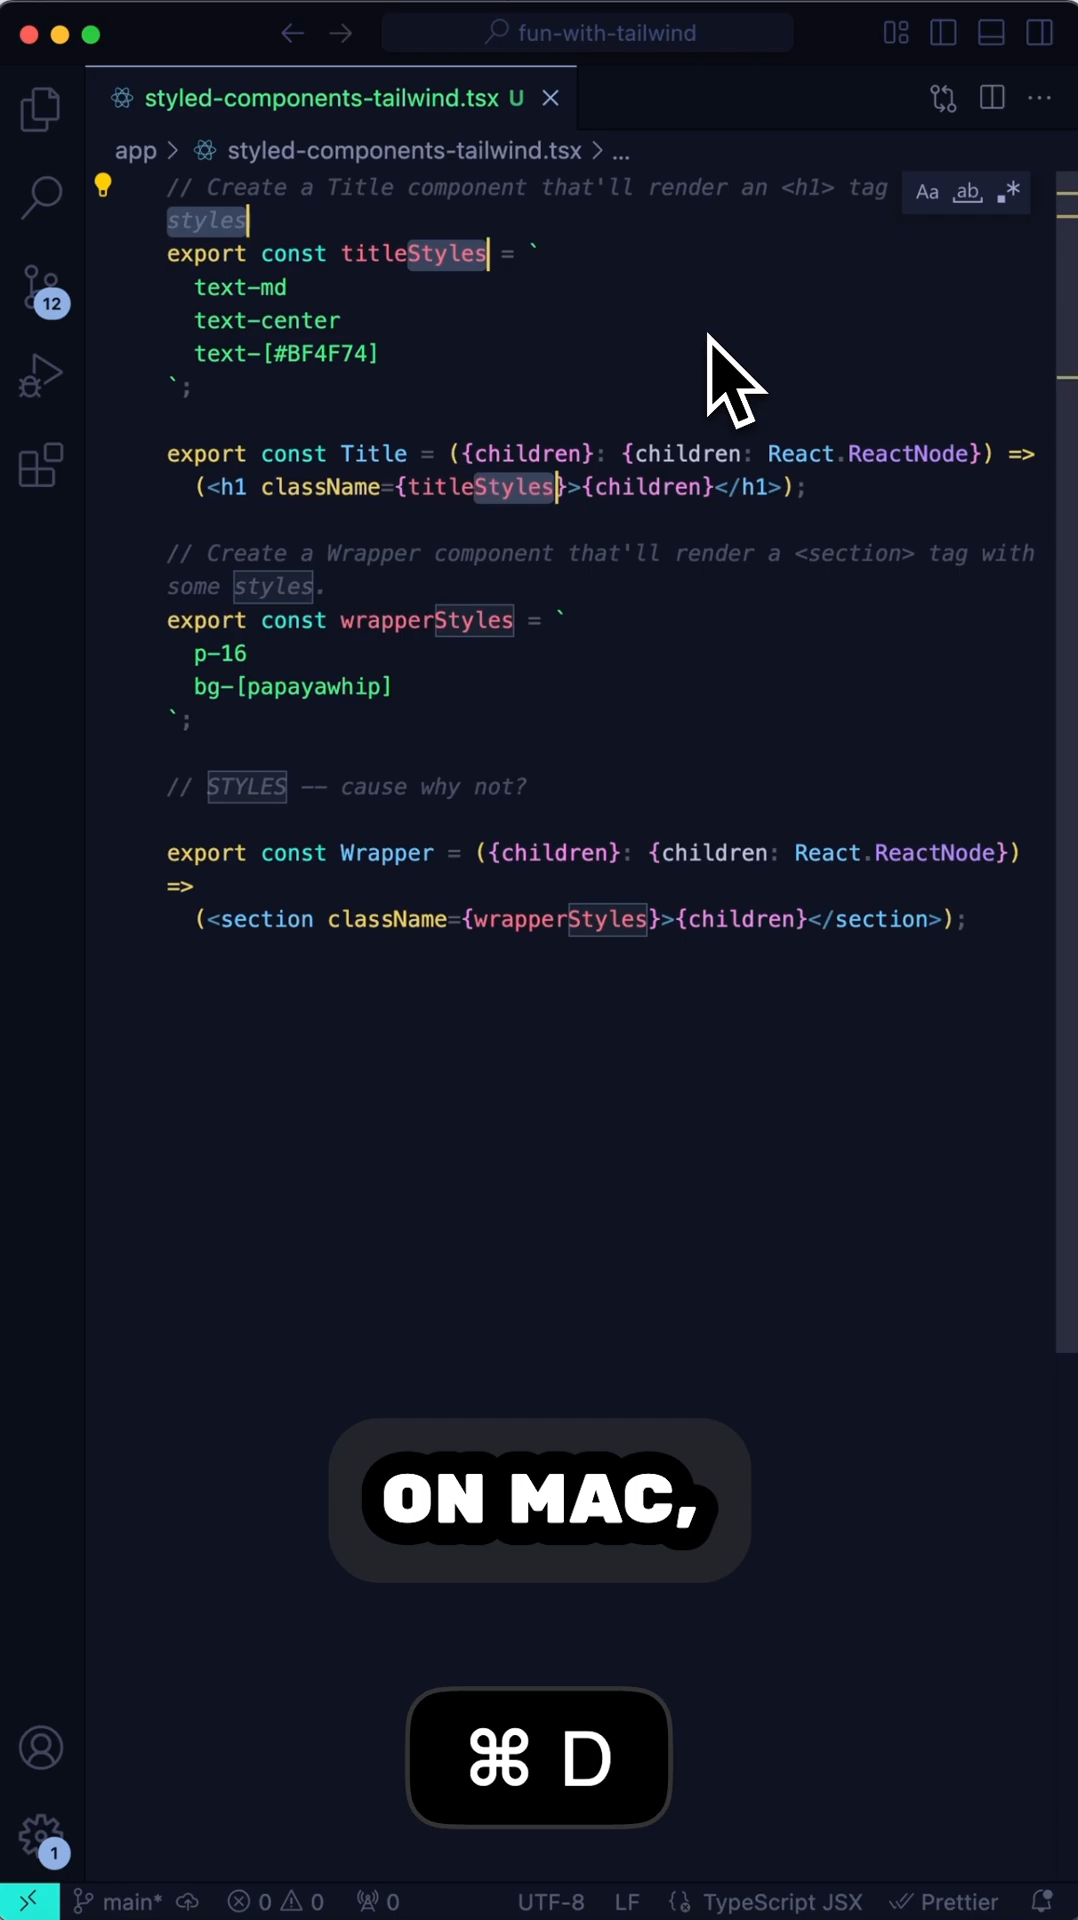 fun-with-tailwind
styled-components-tailwind.tsx U
app > styled-components-tailwind.tsx > ...
// Create a Title component that'll render an <h1> tag
Aa ab .*
styles
export const titleStyles = `
text-md
text-center
text-[#BF4F74]
`;
export const Title = ({children}: {children: React.ReactNode}) =>
(<h1 className={titleStyles}>{children}</h1>);
// Create a Wrapper component that'll render a <section> tag with
some styles.
export const wrapperStyles = `
p-16
bg-[papayawhip]
`;
// STYLES -- cause why not?
export const Wrapper = ({children}: {children: React.ReactNode})
=>
(<section className={wrapperStyles}>{children}</section>);
12
ON MAC,
⌘ D
1
main* 0 0 0 UTF-8 LF {} TypeScript JSX Prettier